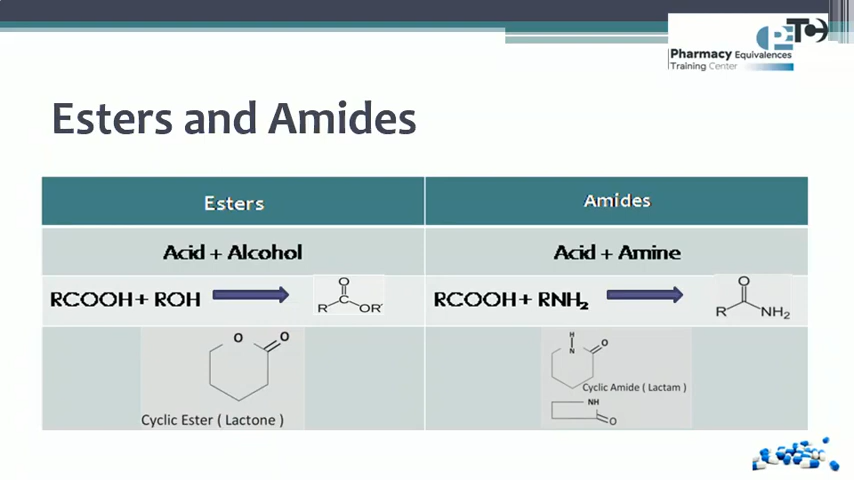 PETC
Pharmacy Equivalences
Training Center
Esters and Amides
Esters
Amides
Acid + Alcohol
Acid + Amine
RCOOH + ROH
O
R
C
OR'
RCOOH + RNH₂
O
R
NH₂
O
O
Cyclic Ester ( Lactone )
H
N
O
Cyclic Amide ( Lactam )
NH
O